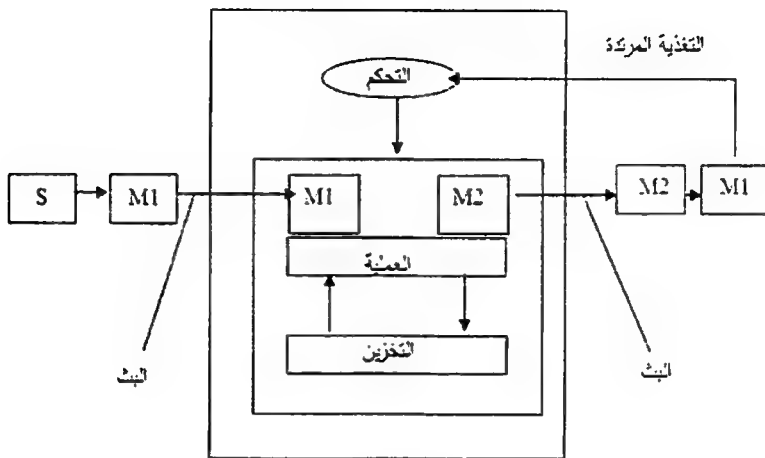 التغذية المرتدة
التحكم
S
M1
M1
M2
M2
M1
العملية
التخزين
البث
البث